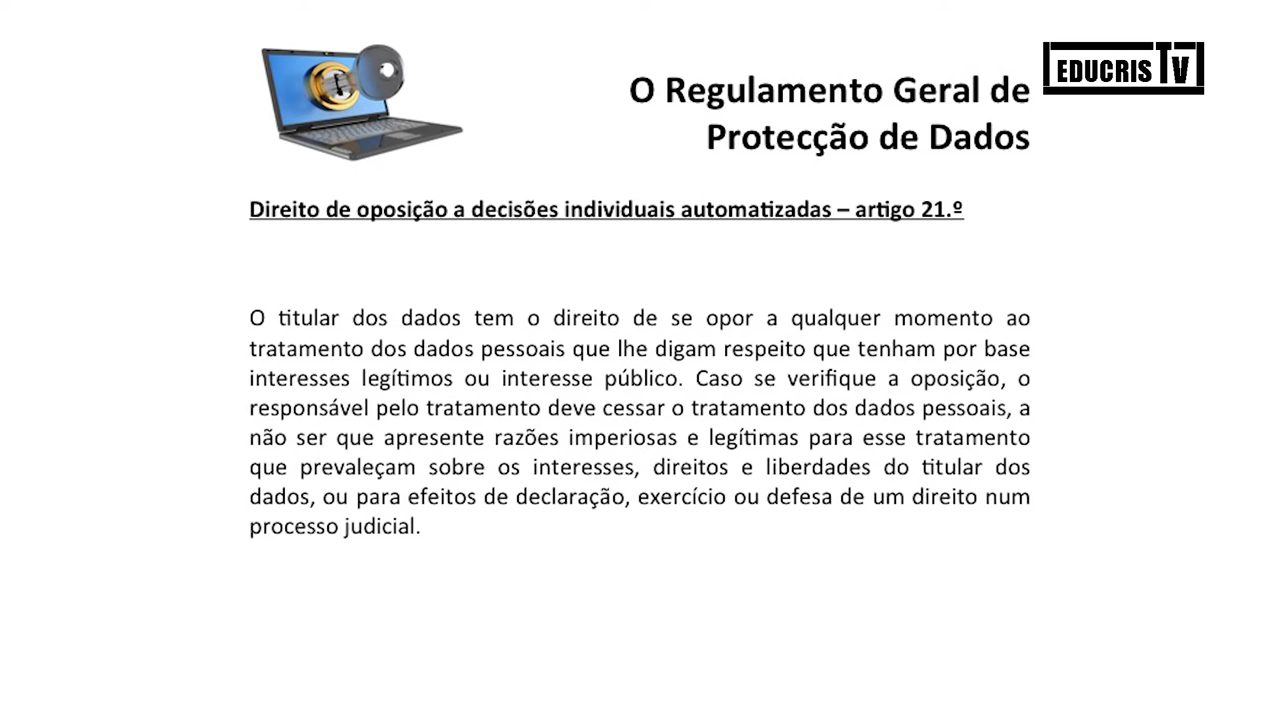 EDUCRIS TV
O Regulamento Geral de
Protecção de Dados
Direito de oposição a decisões individuais automatizadas – artigo 21.º
O titular dos dados tem o direito de se opor a qualquer momento ao
tratamento dos dados pessoais que lhe digam respeito que tenham por base
interesses legítimos ou interesse público. Caso se verifique a oposição, o
responsável pelo tratamento deve cessar o tratamento dos dados pessoais, a
não ser que apresente razões imperiosas e legítimas para esse tratamento
que prevaleçam sobre os interesses, direitos e liberdades do titular dos
dados, ou para efeitos de declaração, exercício ou defesa de um direito num
processo judicial.